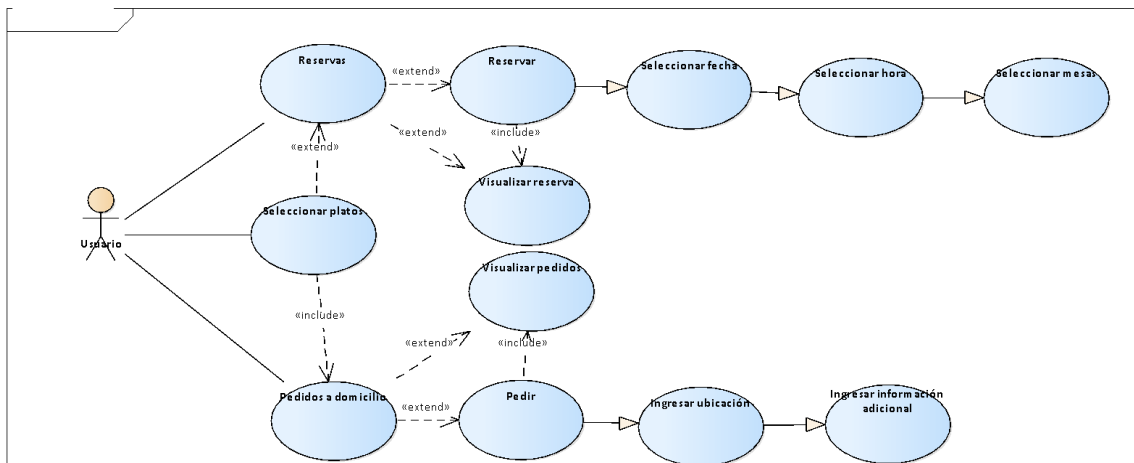 Reservas
«extend»
Reservar
Seleccionar fecha
Seleccionar hora
Seleccionar mesas
«extend»
«extend»
«include»
Visualizar reserva
Seleccionar platos
Usuario
Visualizar pedidos
«include»
«extend»
«include»
Pedidos a domicilio
«extend»
Pedir
Ingresar ubicación
Ingresar información
adicional